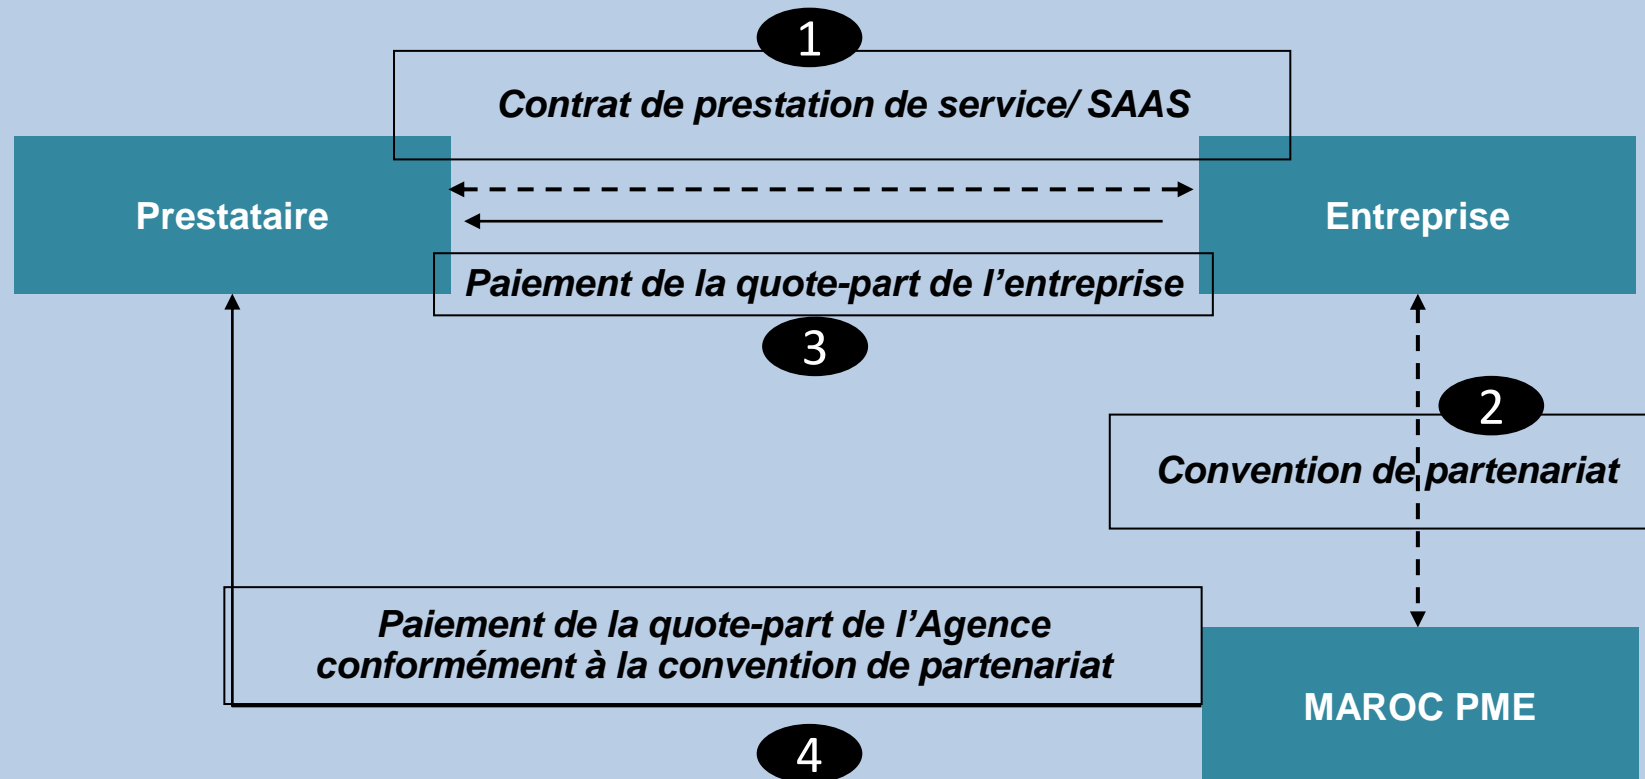 1
Contrat de prestation de service/ SAAS
Prestataire
Entreprise
Paiement de la quote-part de l’entreprise
3
2
Convention de partenariat
Paiement de la quote-part de l’Agence
conformément à la convention de partenariat
MAROC PME
4